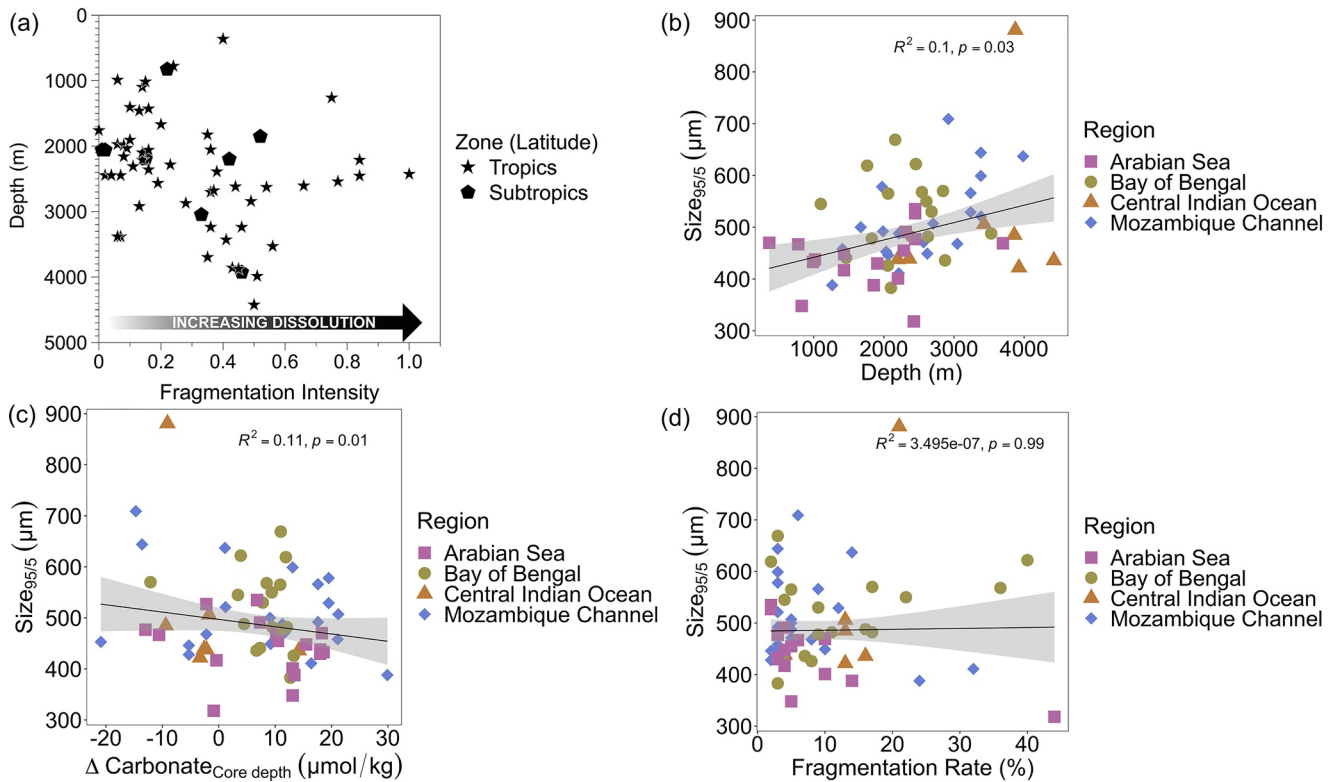 (a)
0
1000
2000
3000
4000
5000
Depth (m)
0
0.2
0.4
0.6
0.8
1.0
INCREASING DISSOLUTION
Fragmentation Intensity
Zone (Latitude)
Tropics
Subtropics
(b)
900
800
700
600
500
400
300
Size95/5 (µm)
R² = 0.1, p = 0.03
1000
2000
3000
4000
Depth (m)
Region
Arabian Sea
Bay of Bengal
Central Indian Ocean
Mozambique Channel
(c)
900
800
700
600
500
400
300
Size95/5 (µm)
R² = 0.11, p = 0.01
-20
-10
0
10
20
30
Δ CarbonateCore depth (µmol/kg)
Region
Arabian Sea
Bay of Bengal
Central Indian Ocean
Mozambique Channel
(d)
900
800
700
600
500
400
300
Size95/5 (µm)
R² = 3.495e-07, p = 0.99
0
10
20
30
40
Fragmentation Rate (%)
Region
Arabian Sea
Bay of Bengal
Central Indian Ocean
Mozambique Channel